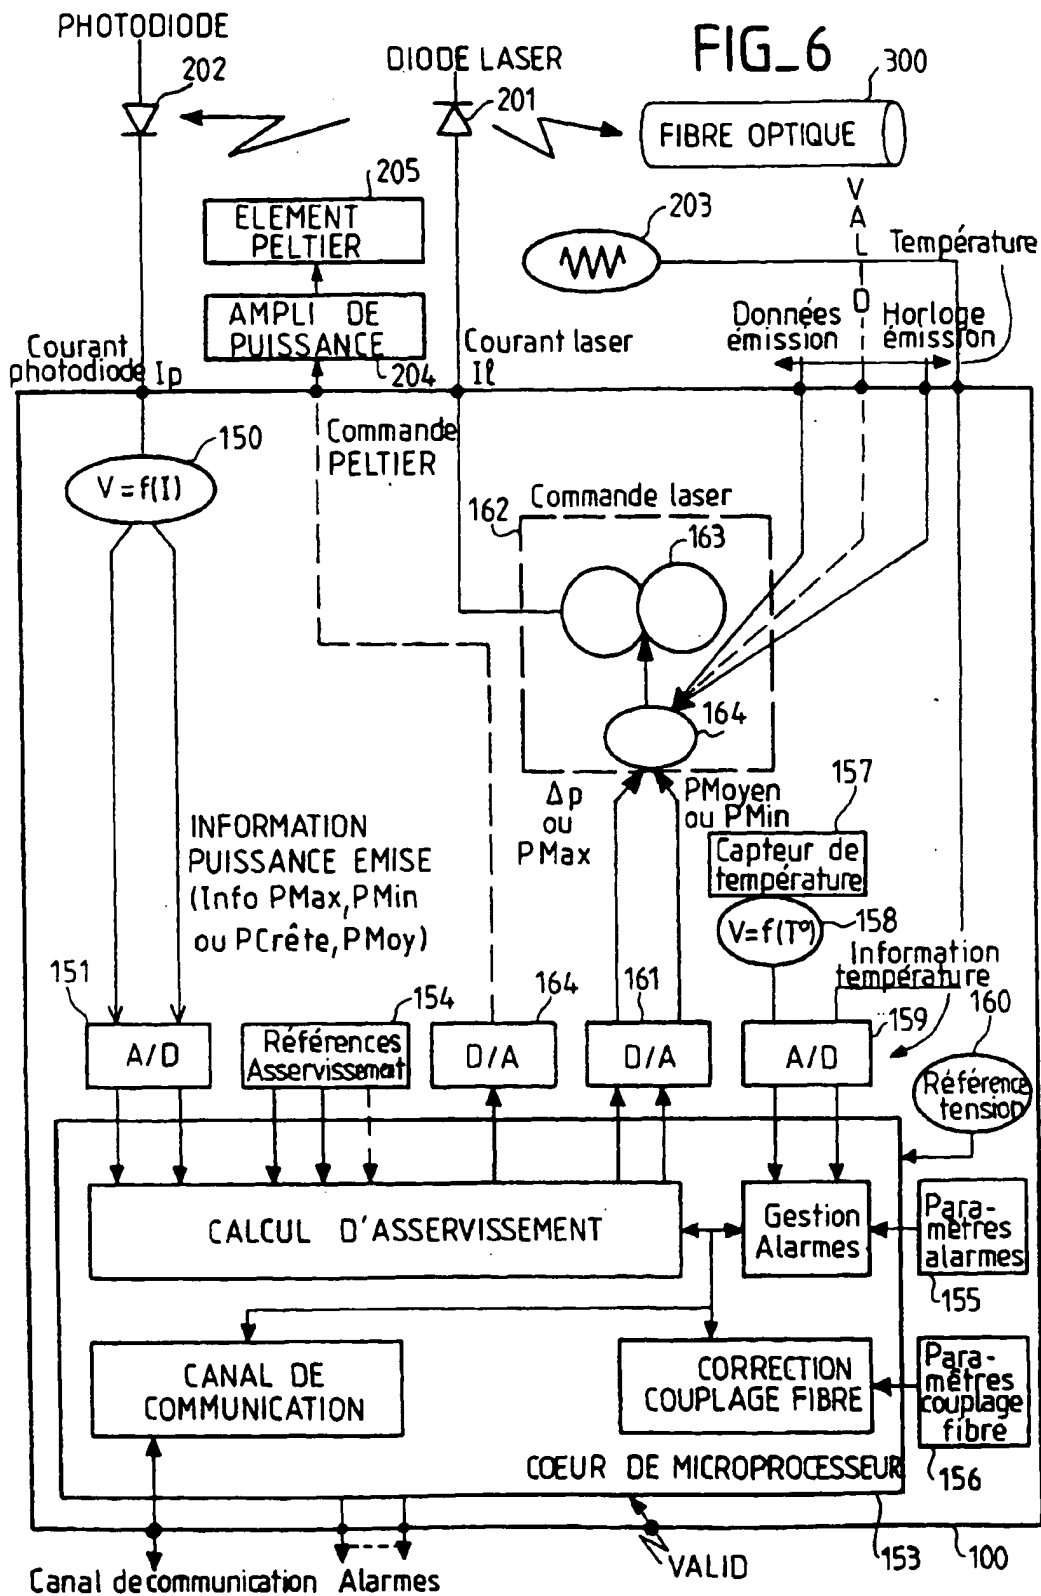 PHOTODIODE
202
DIODE LASER
201
FIG_6
300
FIBRE OPTIQUE
205
ELEMENT
PELTIER
203
VALID
Température
AMPLI DE
PUISSANCE
204
Données
émission
Horloge
émission
Courant
photodiode Ip
Courant laser
Il
150
V=f(I)
Commande
PELTIER
162
Commande laser
163
164
Δp
ou
PMax
PMoyen
ou PMin
157
Capteur de
température
INFORMATION
PUISSANCE EMISE
(Info PMax, PMin
ou PCrête, PMoy)
V=f(T°)
158
Information
température
151
A/D
154
Références
Asservissement
164
D/A
161
D/A
159
A/D
160
Référence
tension
CALCUL D'ASSERVISSEMENT
Gestion
Alarmes
Para-
mètres
alarmes
155
CANAL DE
COMMUNICATION
CORRECTION
COUPLAGE FIBRE
Para-
mètres
couplage
fibre
156
COEUR DE MICROPROCESSEUR
153
100
VALID
Canal de communication
Alarmes